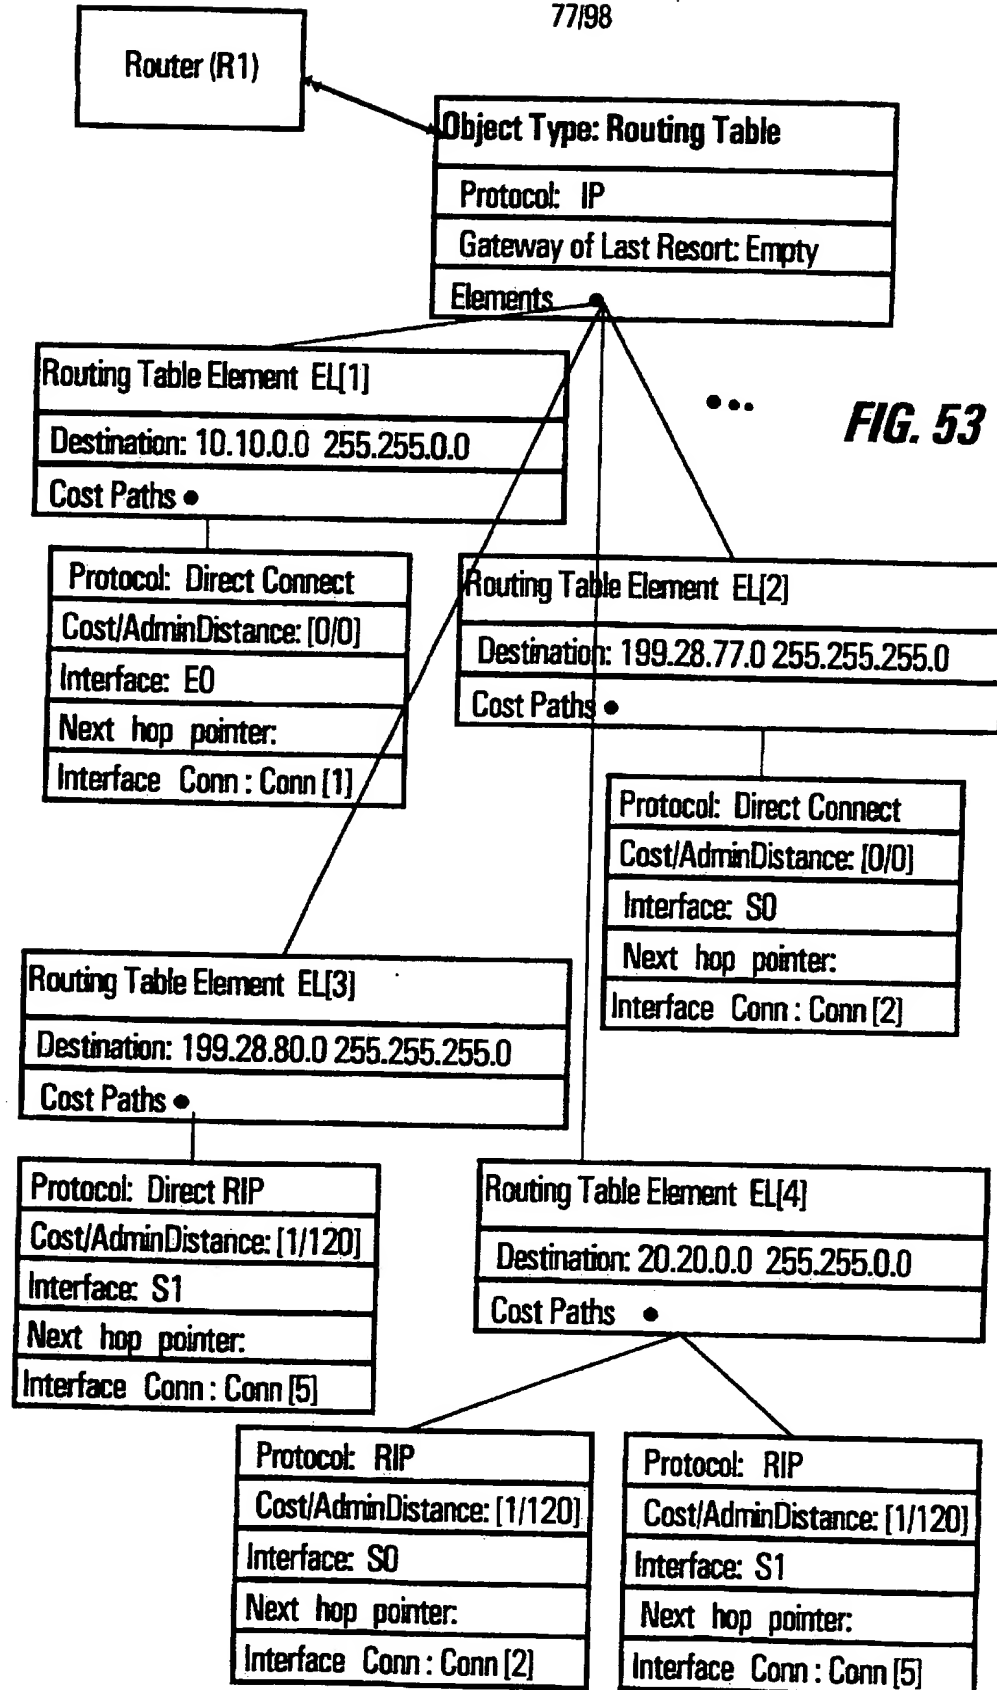 77/98
Router (R1)
Object Type: Routing Table
Protocol: IP
Gateway of Last Resort: Empty
Elements
FIG. 53
Routing Table Element EL[1]
Destination: 10.10.0.0 255.255.0.0
Cost Paths
Protocol: Direct Connect
Cost/AdminDistance: [0/0]
Interface: E0
Next hop pointer:
Interface Conn : Conn [1]
Routing Table Element EL[2]
Destination: 199.28.77.0 255.255.255.0
Cost Paths
Protocol: Direct Connect
Cost/AdminDistance: [0/0]
Interface: S0
Next hop pointer:
Interface Conn : Conn [2]
Routing Table Element EL[3]
Destination: 199.28.80.0 255.255.255.0
Cost Paths
Protocol: Direct RIP
Cost/AdminDistance: [1/120]
Interface: S1
Next hop pointer:
Interface Conn : Conn [5]
Routing Table Element EL[4]
Destination: 20.20.0.0 255.255.0.0
Cost Paths
Protocol: RIP
Cost/AdminDistance: [1/120]
Interface: S0
Next hop pointer:
Interface Conn : Conn [2]
Protocol: RIP
Cost/AdminDistance: [1/120]
Interface: S1
Next hop pointer:
Interface Conn : Conn [5]